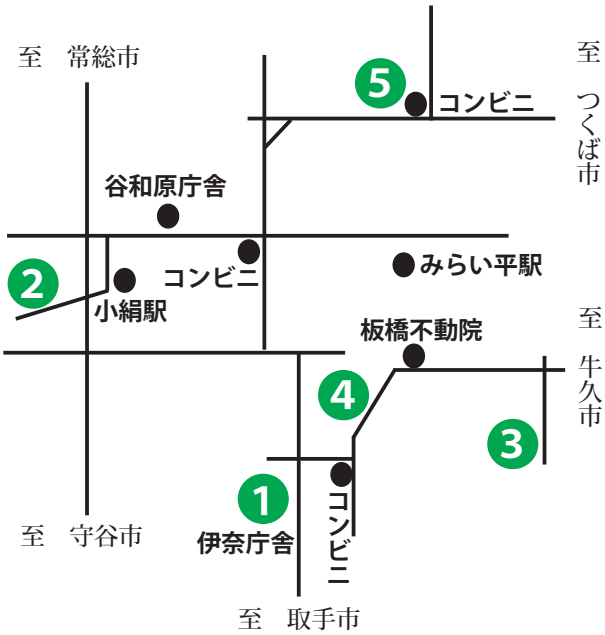 至　常総市
至　つくば市
5
コンビニ
谷和原庁舎
2
コンビニ
みらい平駅
小絹駅
至　牛久市
板橋不動院
4
3
1
コンビニ
伊奈庁舎
至　守谷市
至　取手市